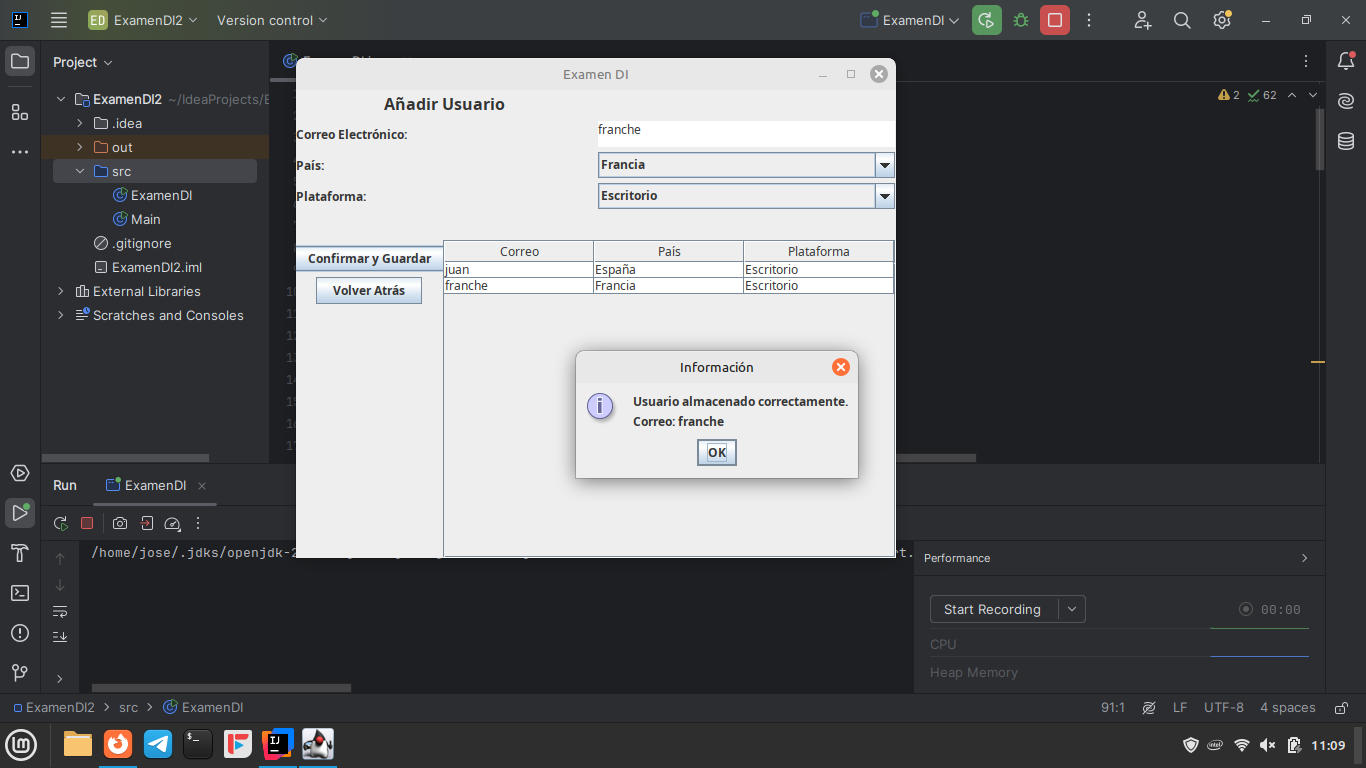 ED ExamenDI2 Version control ExamenDI
Project
ExamenDI2 ~/IdeaProjects/E
.idea
out
src
ExamenDI
Main
.gitignore
ExamenDI2.iml
External Libraries
Scratches and Consoles
2 62
Examen DI
Añadir Usuario
Correo Electrónico: franche
País: Francia
Plataforma: Escritorio
Confirmar y Guardar
Volver Atrás
Correo País Plataforma
juan España Escritorio
franche Francia Escritorio
Información
Usuario almacenado correctamente.
Correo: franche
OK
Run ExamenDI
/home/jose/.jdks/openjdk-2
Performance
Start Recording 00:00
CPU
Heap Memory
ExamenDI2 src ExamenDI 91:1 LF UTF-8 4 spaces
11:09